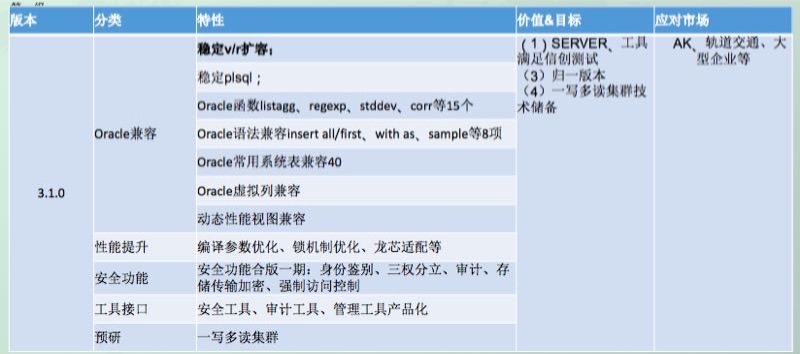 版本 分类 特性 价值&目标 应对市场
3.1.0
Oracle兼容
稳定v/r扩容；
稳定plsql；
Oracle函数listagg、regexp、stddev、corr等15个
Oracle语法兼容insert all/first、with as、sample等8项
Oracle常用系统表兼容40
Oracle虚拟列兼容
动态性能视图兼容
性能提升 编译参数优化、锁机制优化、龙芯适配等
安全功能 安全功能合版一期：身份鉴别、三权分立、审计、存
储传输加密、强制访问控制
工具接口 安全工具、审计工具、管理工具产品化
预研 一写多读集群
（1）SERVER、工具
满足信创测试
（3）归一版本
（4）一写多读集群技
术储备
AK、轨道交通、大
型企业等